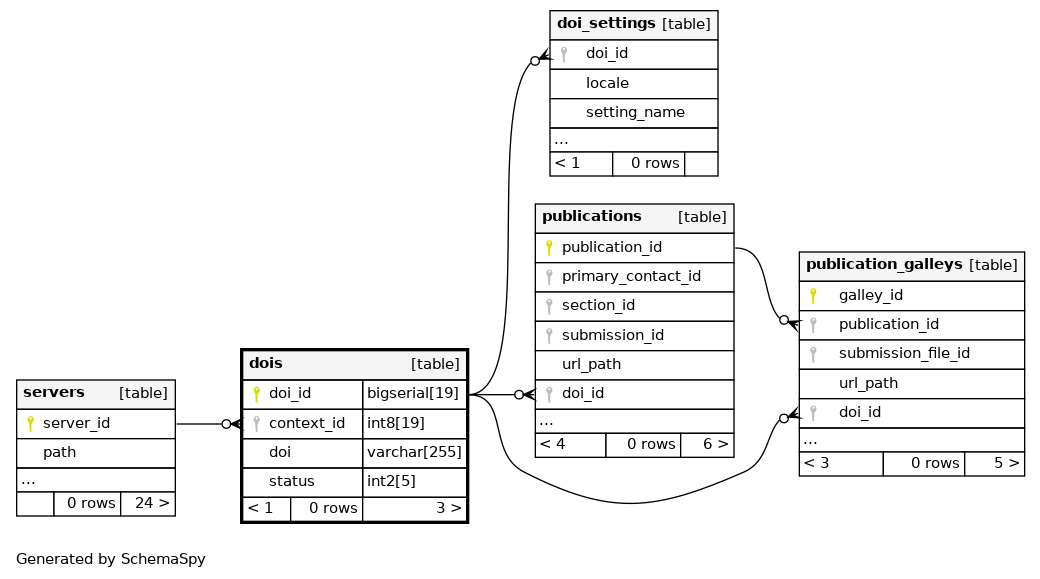 doi_settings [table]
doi_id
locale
setting_name
...
< 1 0 rows
publications [table]
publication_id
primary_contact_id
section_id
submission_id
url_path
doi_id
...
< 4 0 rows 6 >
publication_galleys [table]
galley_id
publication_id
submission_file_id
url_path
doi_id
...
< 3 0 rows 5 >
dois [table]
doi_id bigserial[19]
context_id int8[19]
doi varchar[255]
status int2[5]
< 1 0 rows 3 >
servers [table]
server_id
path
...
0 rows 24 >
Generated by SchemaSpy